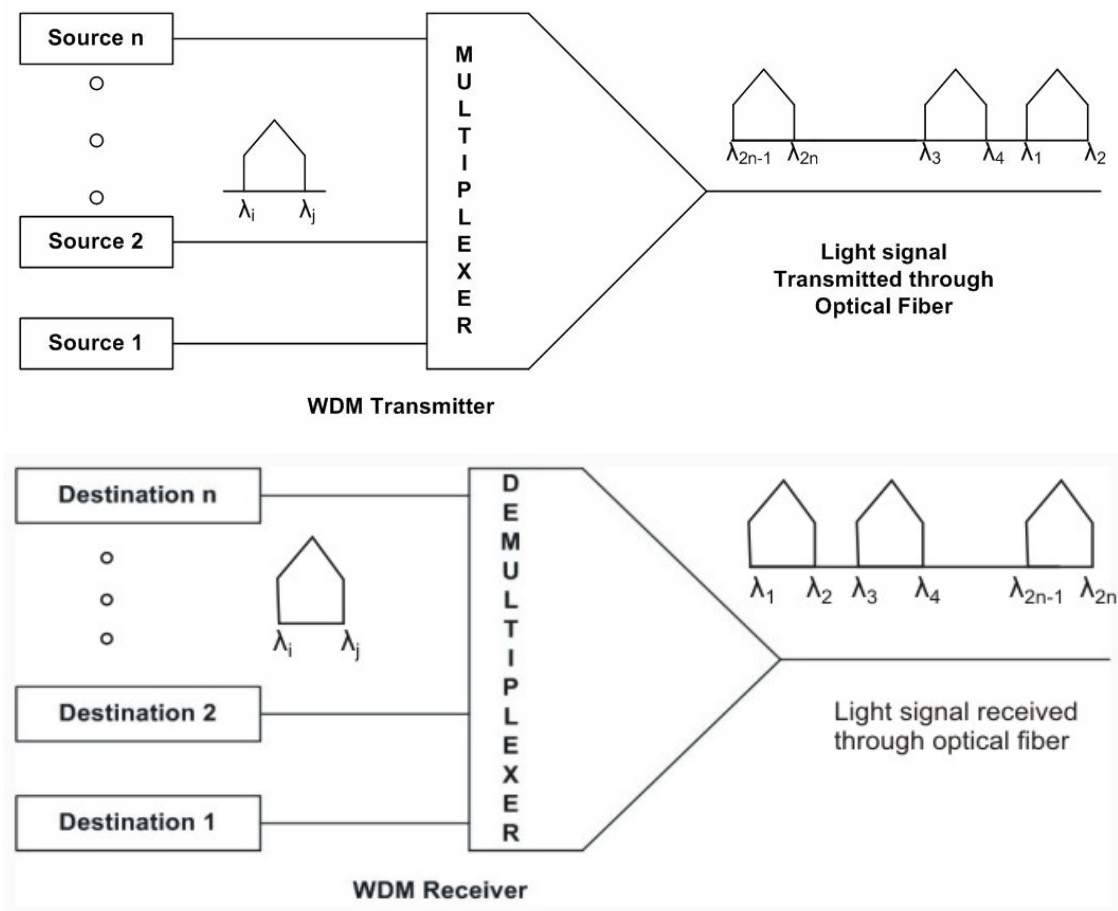 Source n
MULTIPLEXER
λ2n-1 λ2n λ3 λ4 λ1 λ2
λi λj
Source 2
Light signal
Transmitted through
Optical Fiber
Source 1
WDM Transmitter
Destination n
DEMULTIPLEXER
λ1 λ2 λ3 λ4 λ2n-1 λ2n
λi λj
Destination 2
Light signal received
through optical fiber
Destination 1
WDM Receiver